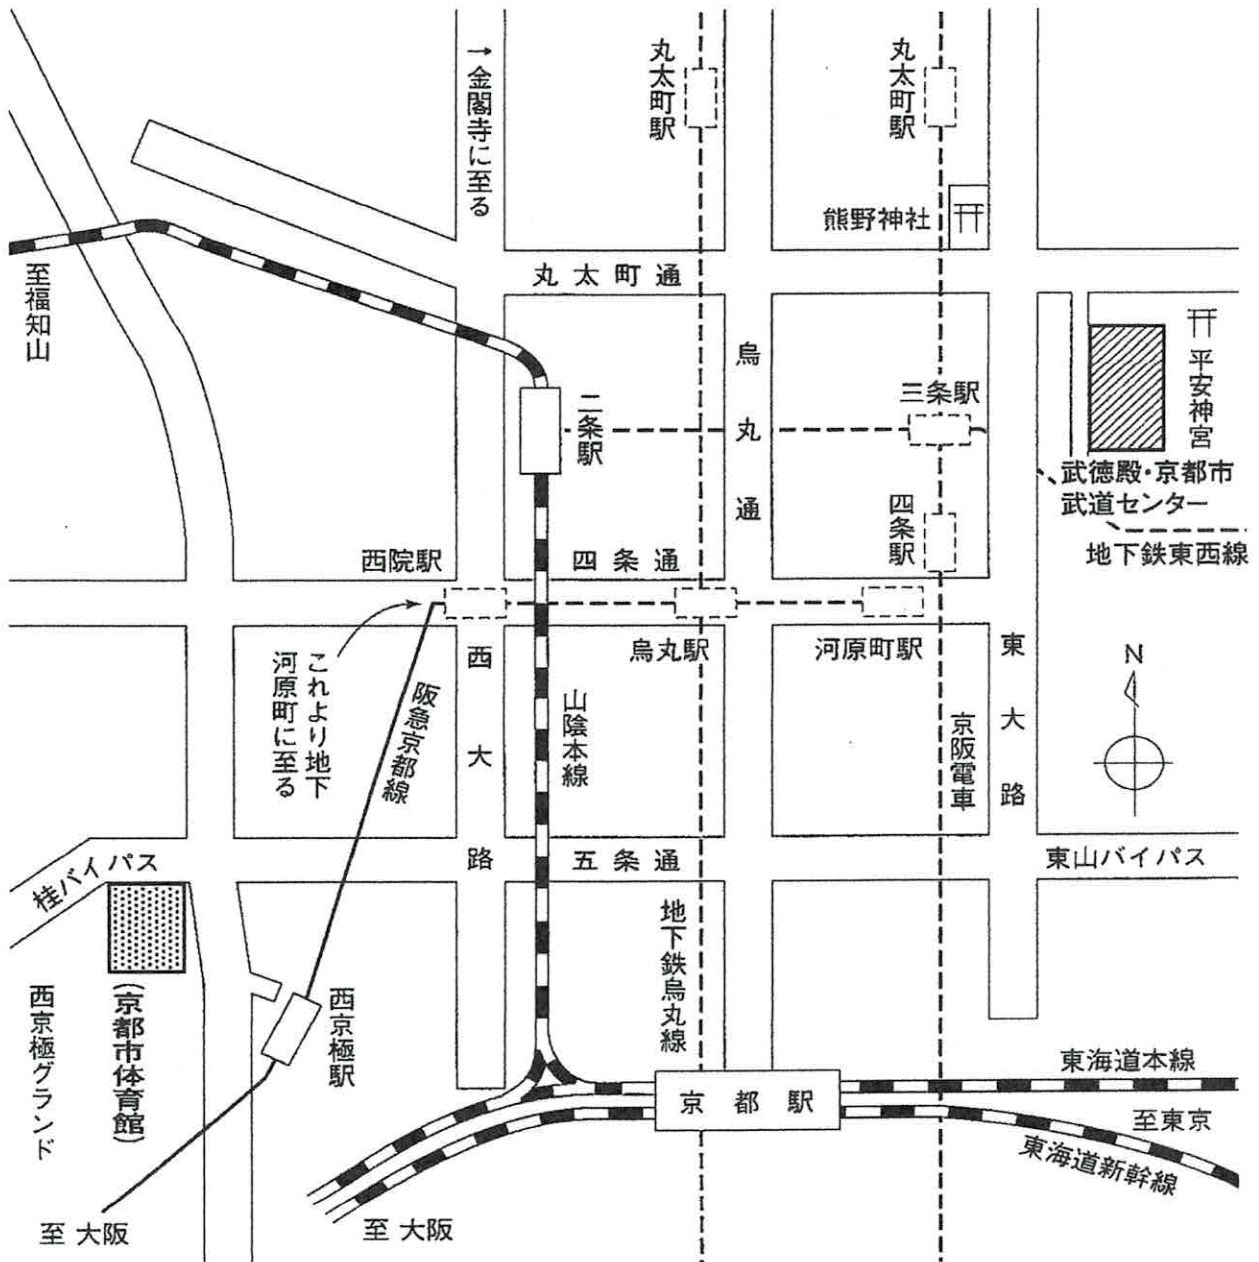 →金閣寺に至る
丸太町駅
丸太町駅
熊野神社
丸太町通
至福知山
烏丸通
平安神宮
二条駅
三条駅
武徳殿・京都市
武道センター
四条駅
地下鉄東西線
西院駅
四条通
烏丸駅
河原町駅
これより地下
河原町に至る
阪急京都線
西大路
山陰本線
京阪電車
東大路
N
桂バイパス
五条通
東山バイパス
西京極グランド
(京都市体育館)
西京極駅
地下鉄烏丸線
京都駅
東海道本線
至東京
東海道新幹線
至 大阪
至 大阪